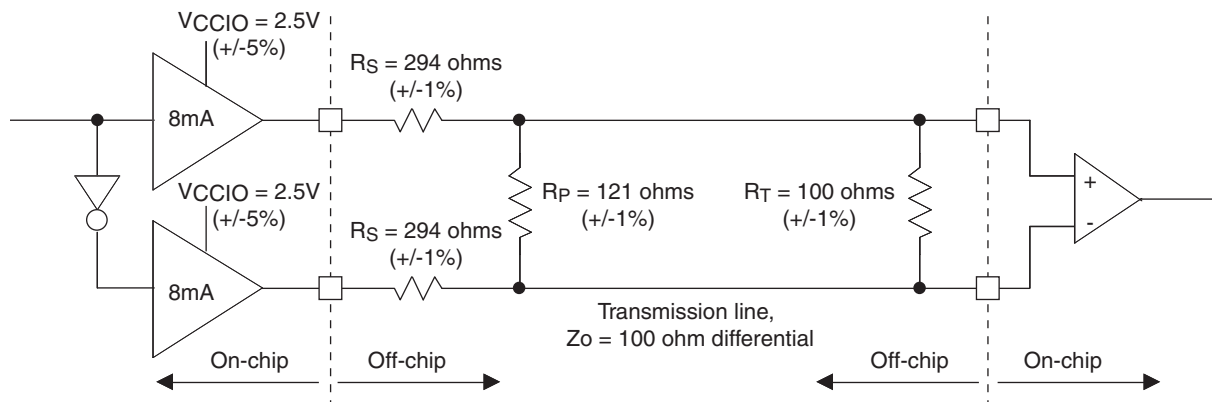 VCCIO = 2.5V
(+/-5%)
8mA
RS = 294 ohms
(+/-1%)
VCCIO = 2.5V
(+/-5%)
8mA
RS = 294 ohms
(+/-1%)
RP = 121 ohms
(+/-1%)
RT = 100 ohms
(+/-1%)
+
-
Transmission line,
Zo = 100 ohm differential
On-chip
Off-chip
Off-chip
On-chip